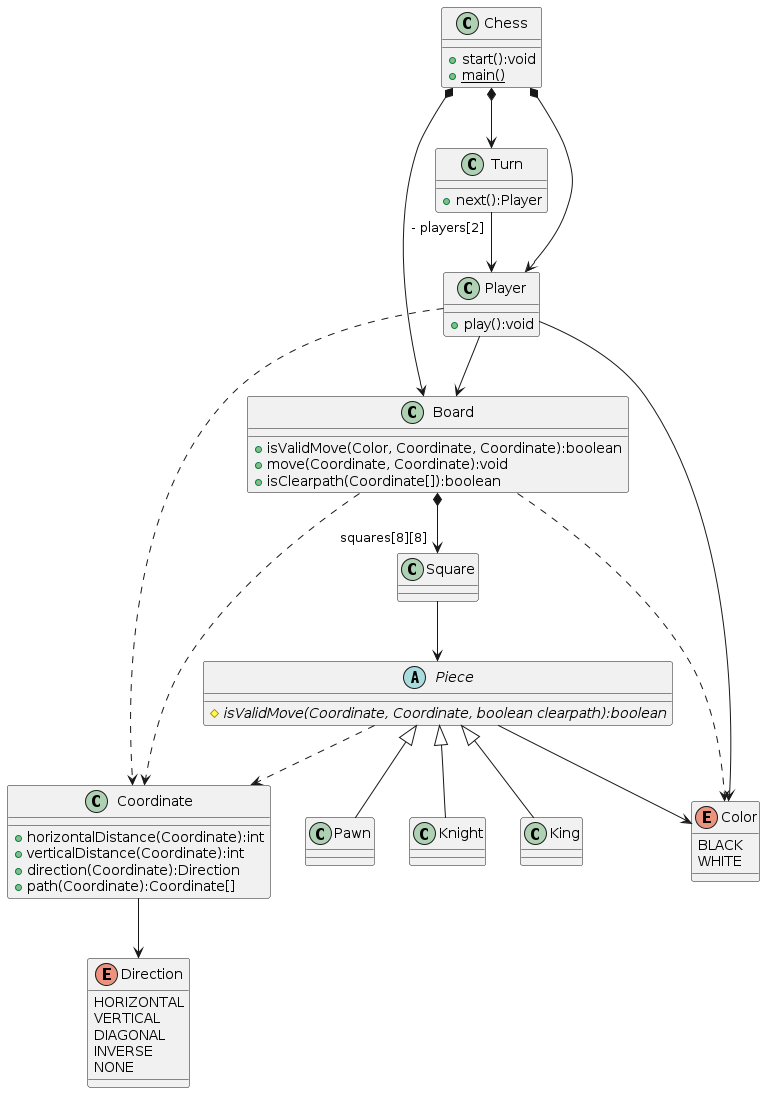 C Chess
start():void
main()
C Turn
next():Player
- players[2]
C Player
play():void
C Board
isValidMove(Color, Coordinate, Coordinate):boolean
move(Coordinate, Coordinate):void
isClearpath(Coordinate[]):boolean
squares[8][8]
C Square
A Piece
isValidMove(Coordinate, Coordinate, boolean clearpath):boolean
C Coordinate
horizontalDistance(Coordinate):int
verticalDistance(Coordinate):int
direction(Coordinate):Direction
path(Coordinate):Coordinate[]
C Pawn
C Knight
C King
E Color
BLACK
WHITE
E Direction
HORIZONTAL
VERTICAL
DIAGONAL
INVERSE
NONE